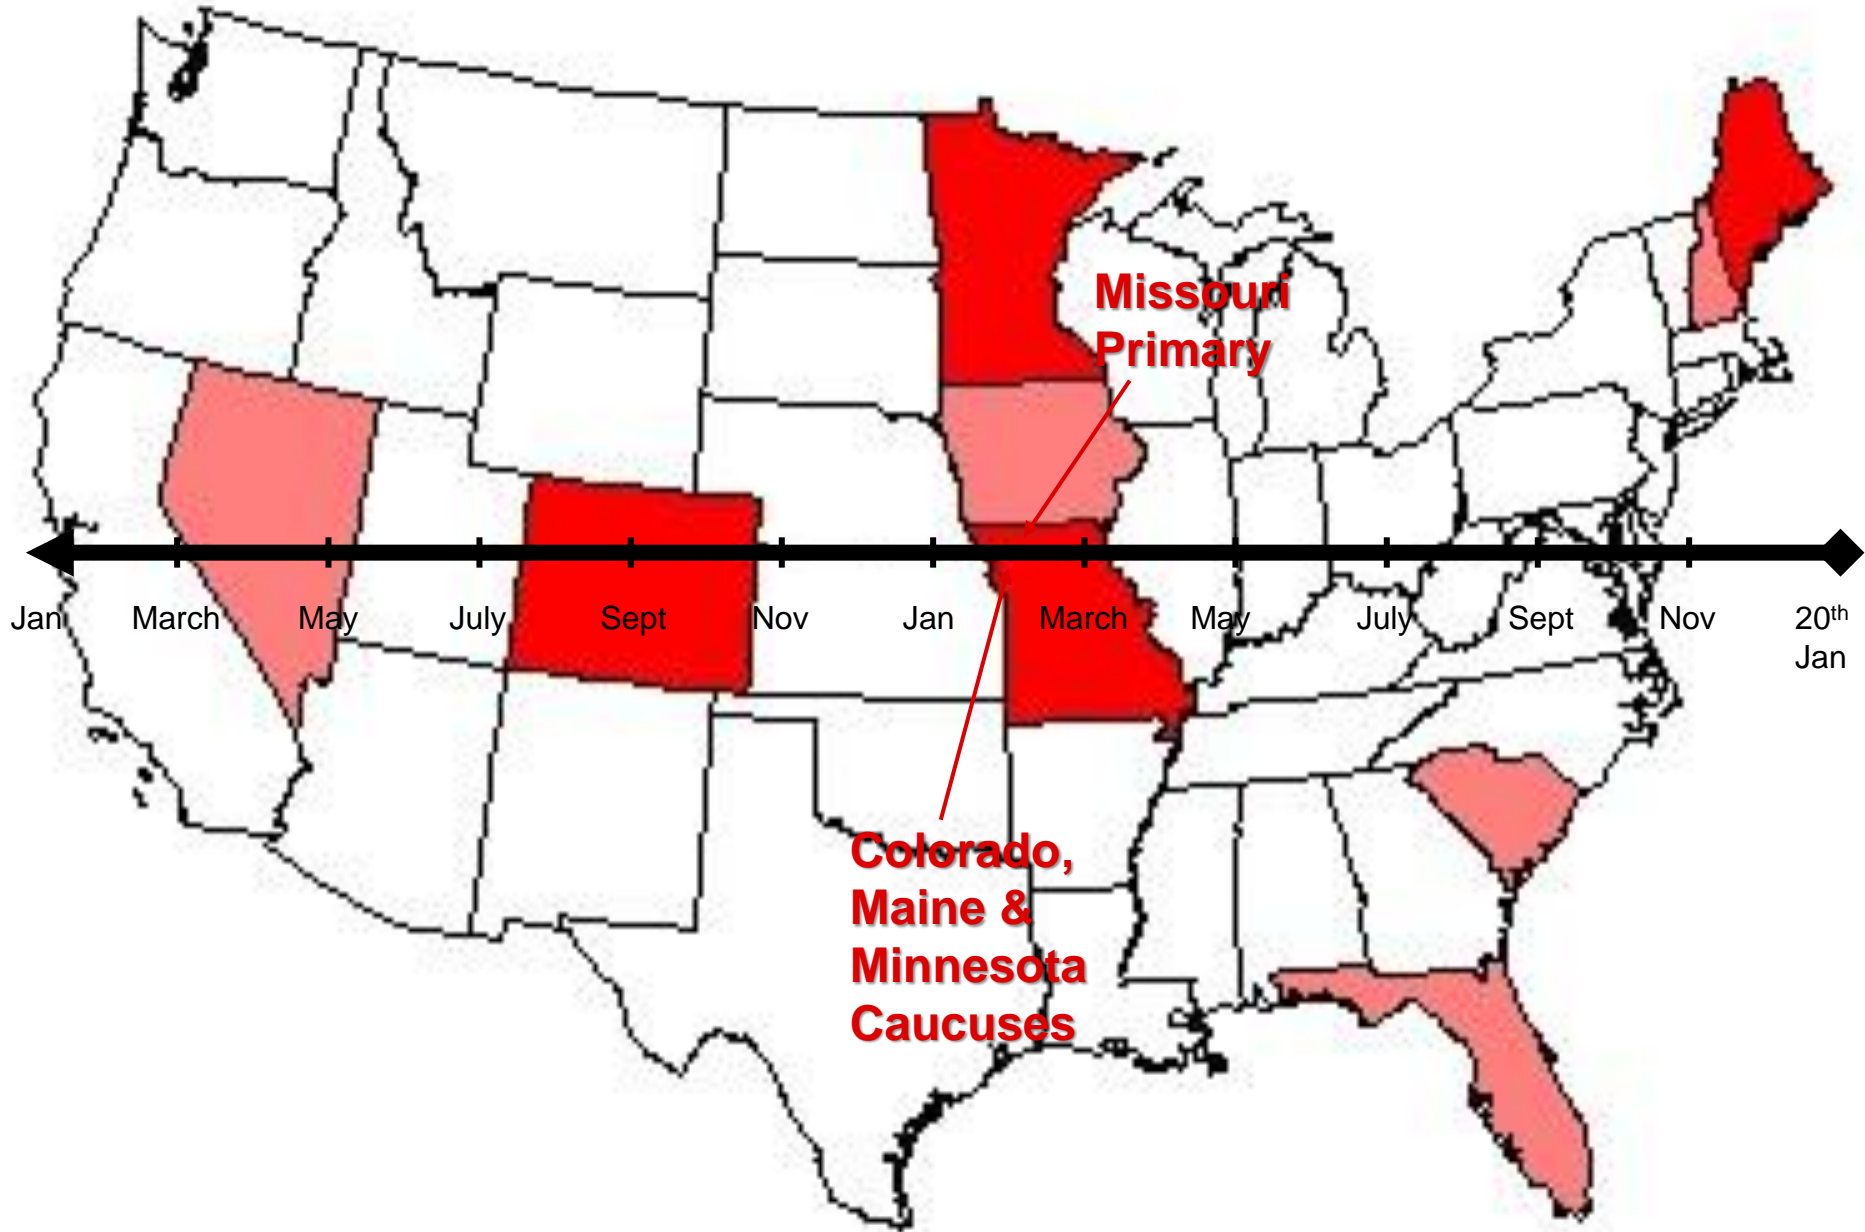 Missouri
Primary
Jan March May July Sept Nov Jan March May July Sept Nov 20th
Jan
Colorado,
Maine &
Minnesota
Caucuses